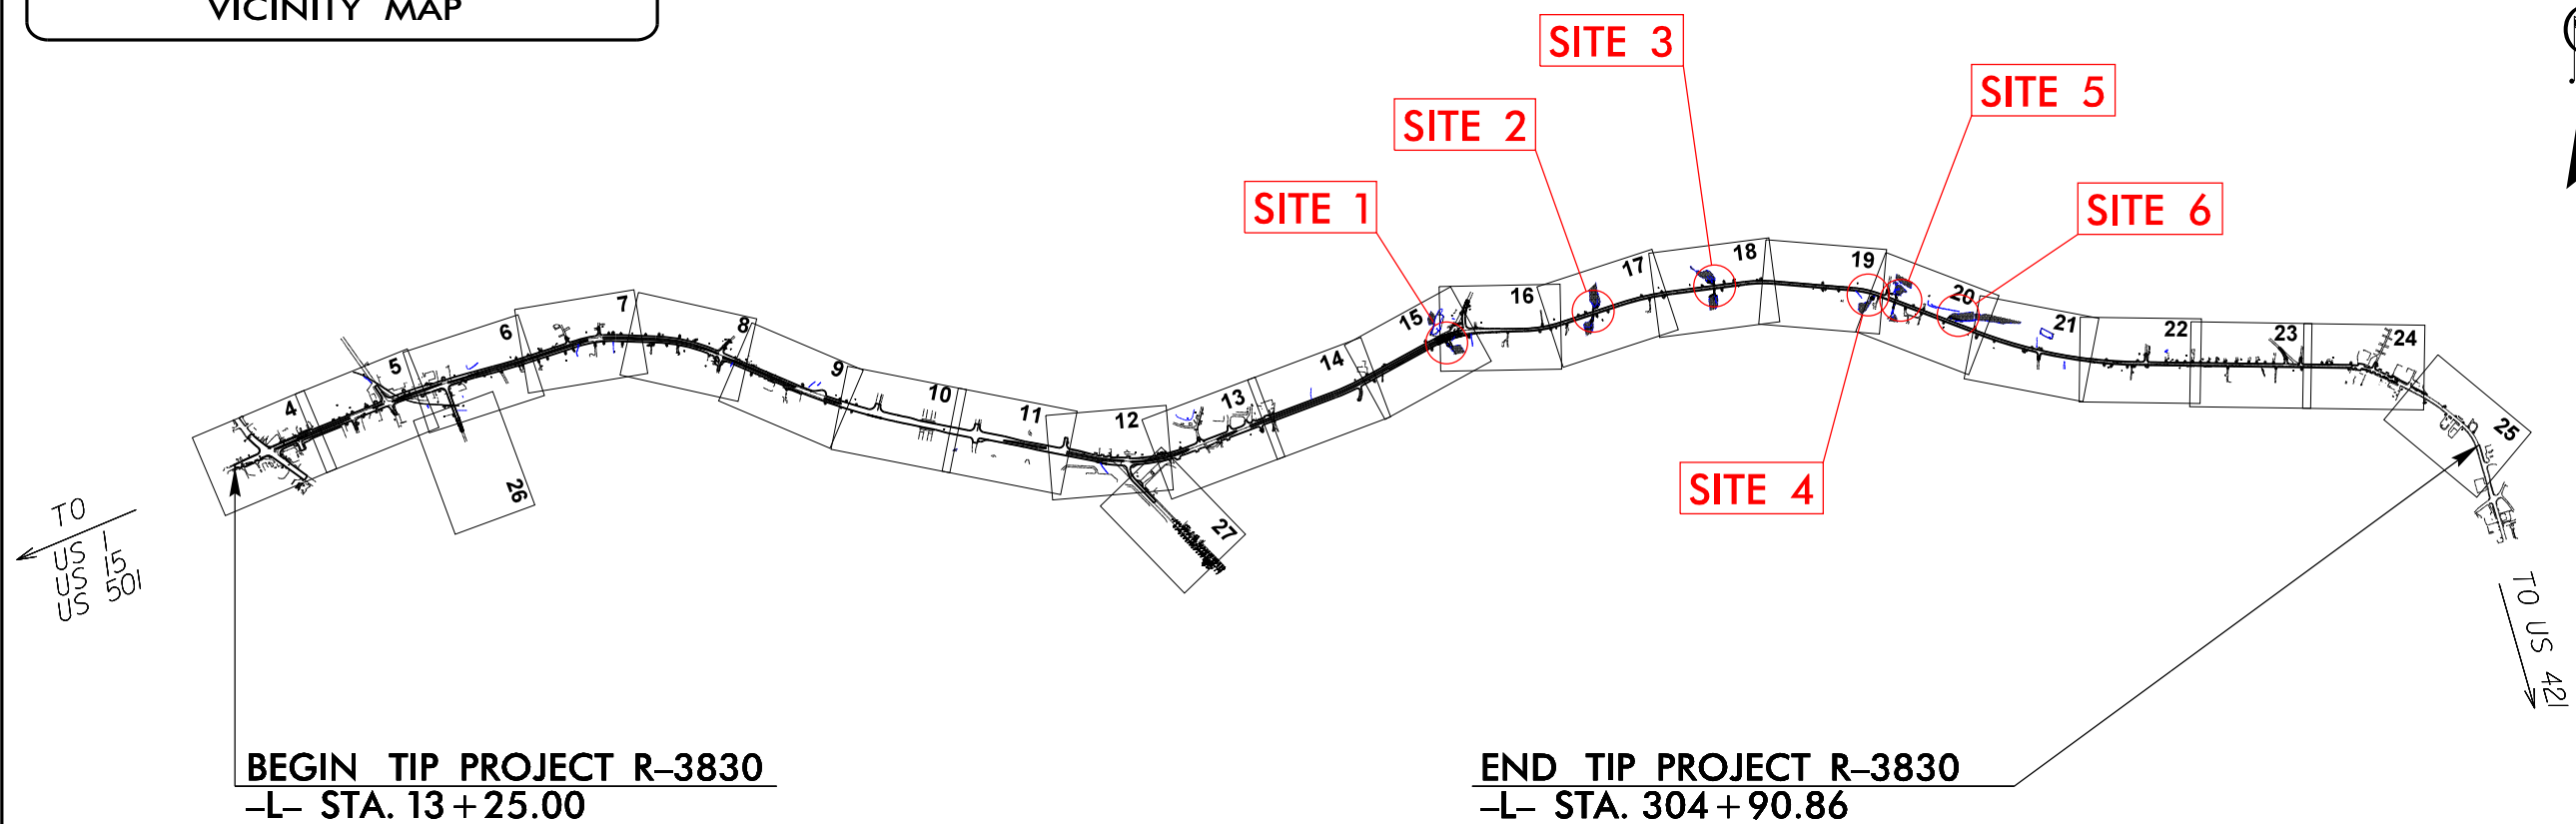 VICINITY MAP
SITE 3
SITE 5
SITE 2
SITE 1
SITE 6
4
5
6
7
8
9
10
11
12
13
14
15
16
17
18
19
20
21
22
23
24
25
26
27
SITE 4
TO
US 1
US 15
US 501
TO US 421
BEGIN TIP PROJECT R–3830
–L– STA. 13+25.00
END TIP PROJECT R–3830
–L– STA. 304+90.86